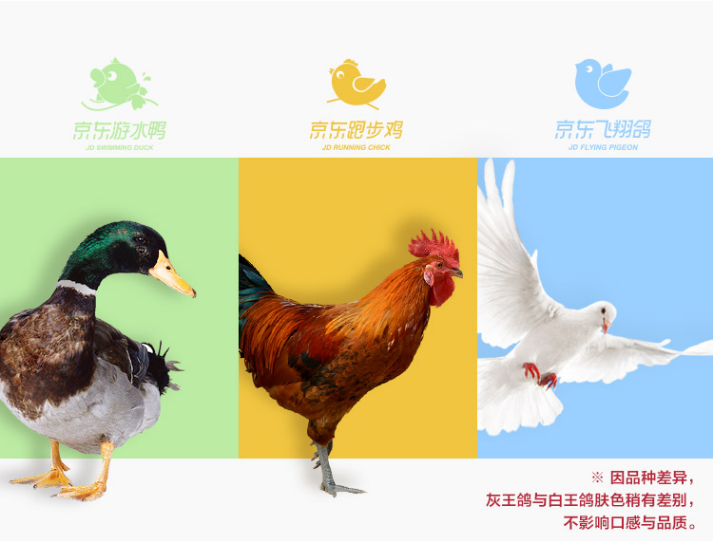 京东游水鸭
JD SWIMMING DUCK
京东跑步鸡
JD RUNNING CHICK
京东飞翔鸽
JD FLYING PIGEON
※ 因品种差异，
灰王鸽与白王鸽肤色稍有差别，
不影响口感与品质。